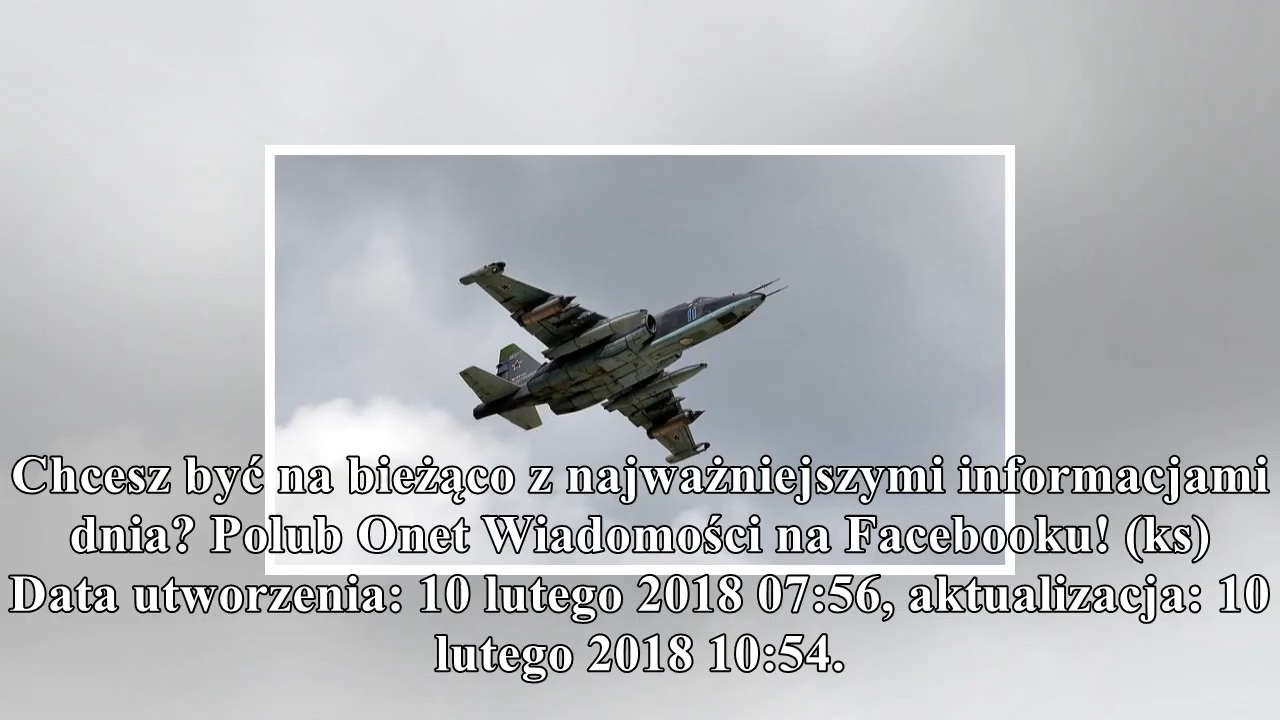 11
Chcesz być na bieżąco z najważniejszymi informacjami
dnia? Polub Onet Wiadomości na Facebooku! (ks)
Data utworzenia: 10 lutego 2018 07:56, aktualizacja: 10
lutego 2018 10:54.